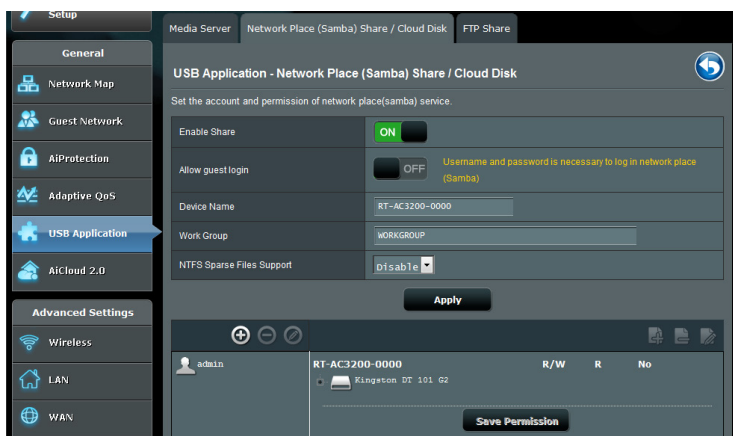 Setup
General
Network Map
Guest Network
AiProtection
Adaptive QoS
USB Application
AiCloud 2.0
Advanced Settings
Wireless
LAN
WAN
Media Server
Network Place (Samba) Share / Cloud Disk
FTP Share
USB Application - Network Place (Samba) Share / Cloud Disk
Set the account and permission of network place(samba) service.
Enable Share
ON
Allow guest login
OFF
Username and password is necessary to log in network place
(Samba)
Device Name
RT-AC3200-0000
Work Group
WORKGROUP
NTFS Sparse Files Support
Disable
Apply
admin
RT-AC3200-0000
R/W
R
No
Kingston DT 101 G2
Save Permission